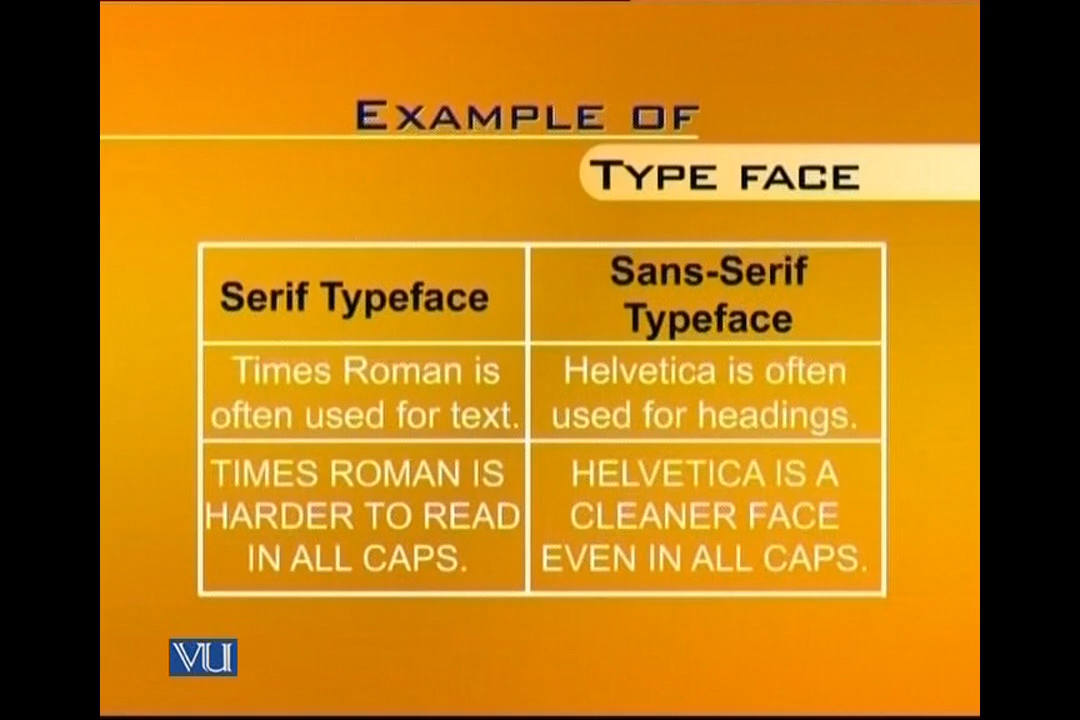 EXAMPLE OF
TYPE FACE
Serif Typeface
Sans-Serif
Typeface
Times Roman is
often used for text.
Helvetica is often
used for headings.
TIMES ROMAN IS
HARDER TO READ
IN ALL CAPS.
HELVETICA IS A
CLEANER FACE
EVEN IN ALL CAPS.
VU